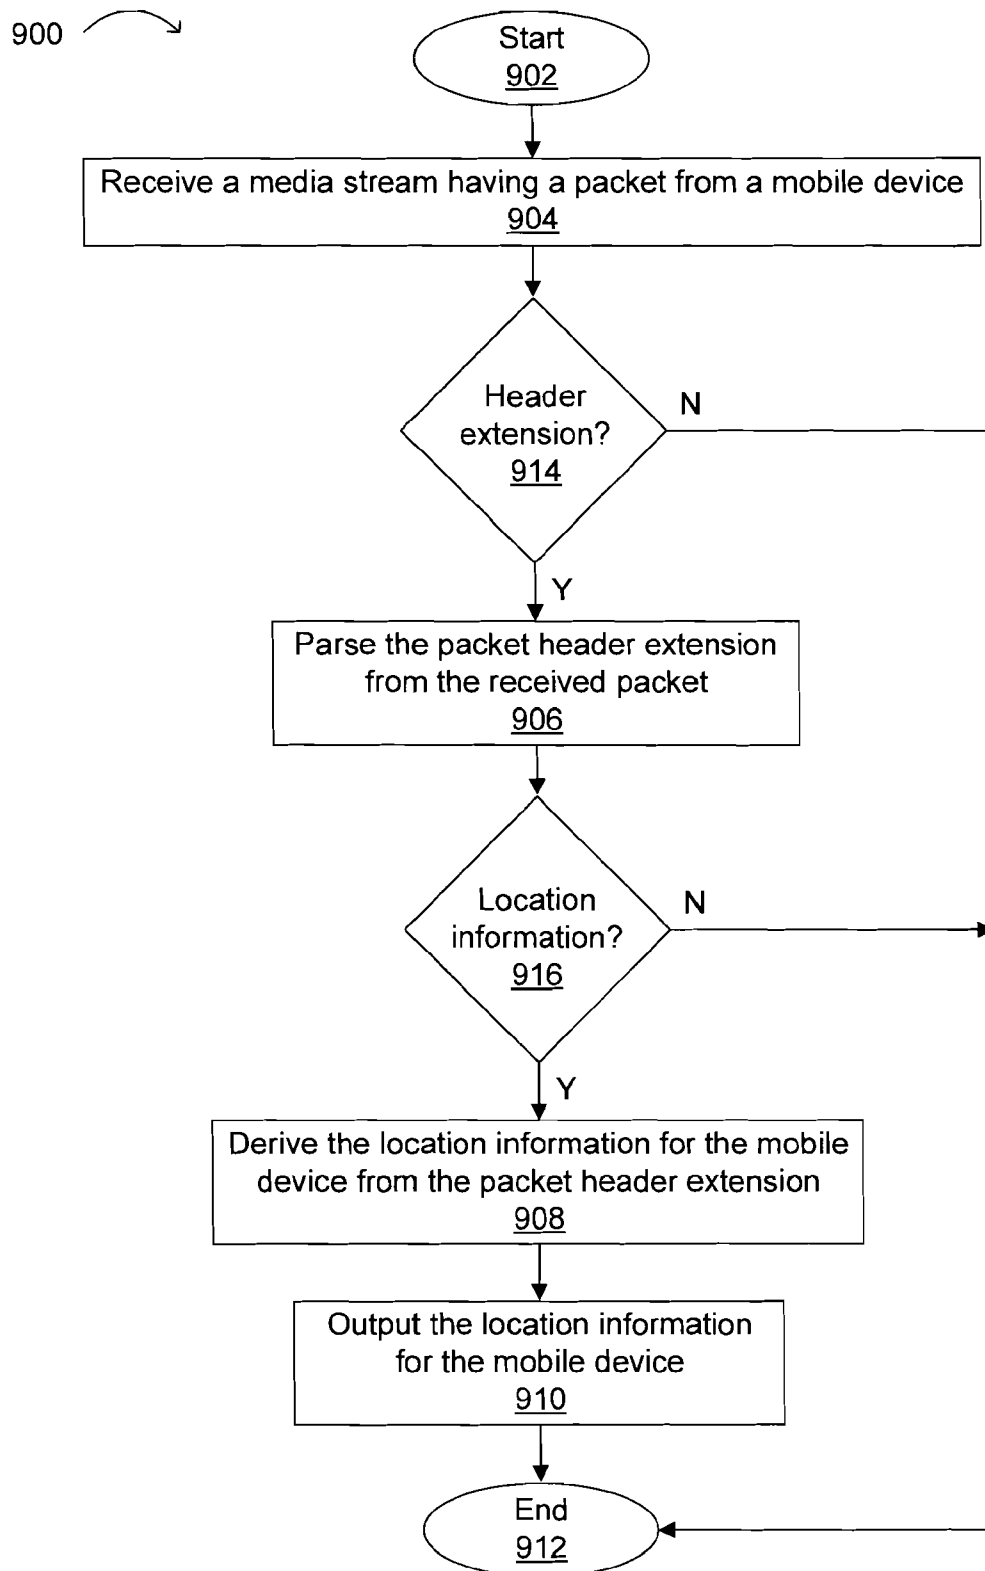 900
Start
902
Receive a media stream having a packet from a mobile device
904
Header
extension?
914
N
Y
Parse the packet header extension
from the received packet
906
Location
information?
916
N
Y
Derive the location information for the mobile
device from the packet header extension
908
Output the location information
for the mobile device
910
End
912